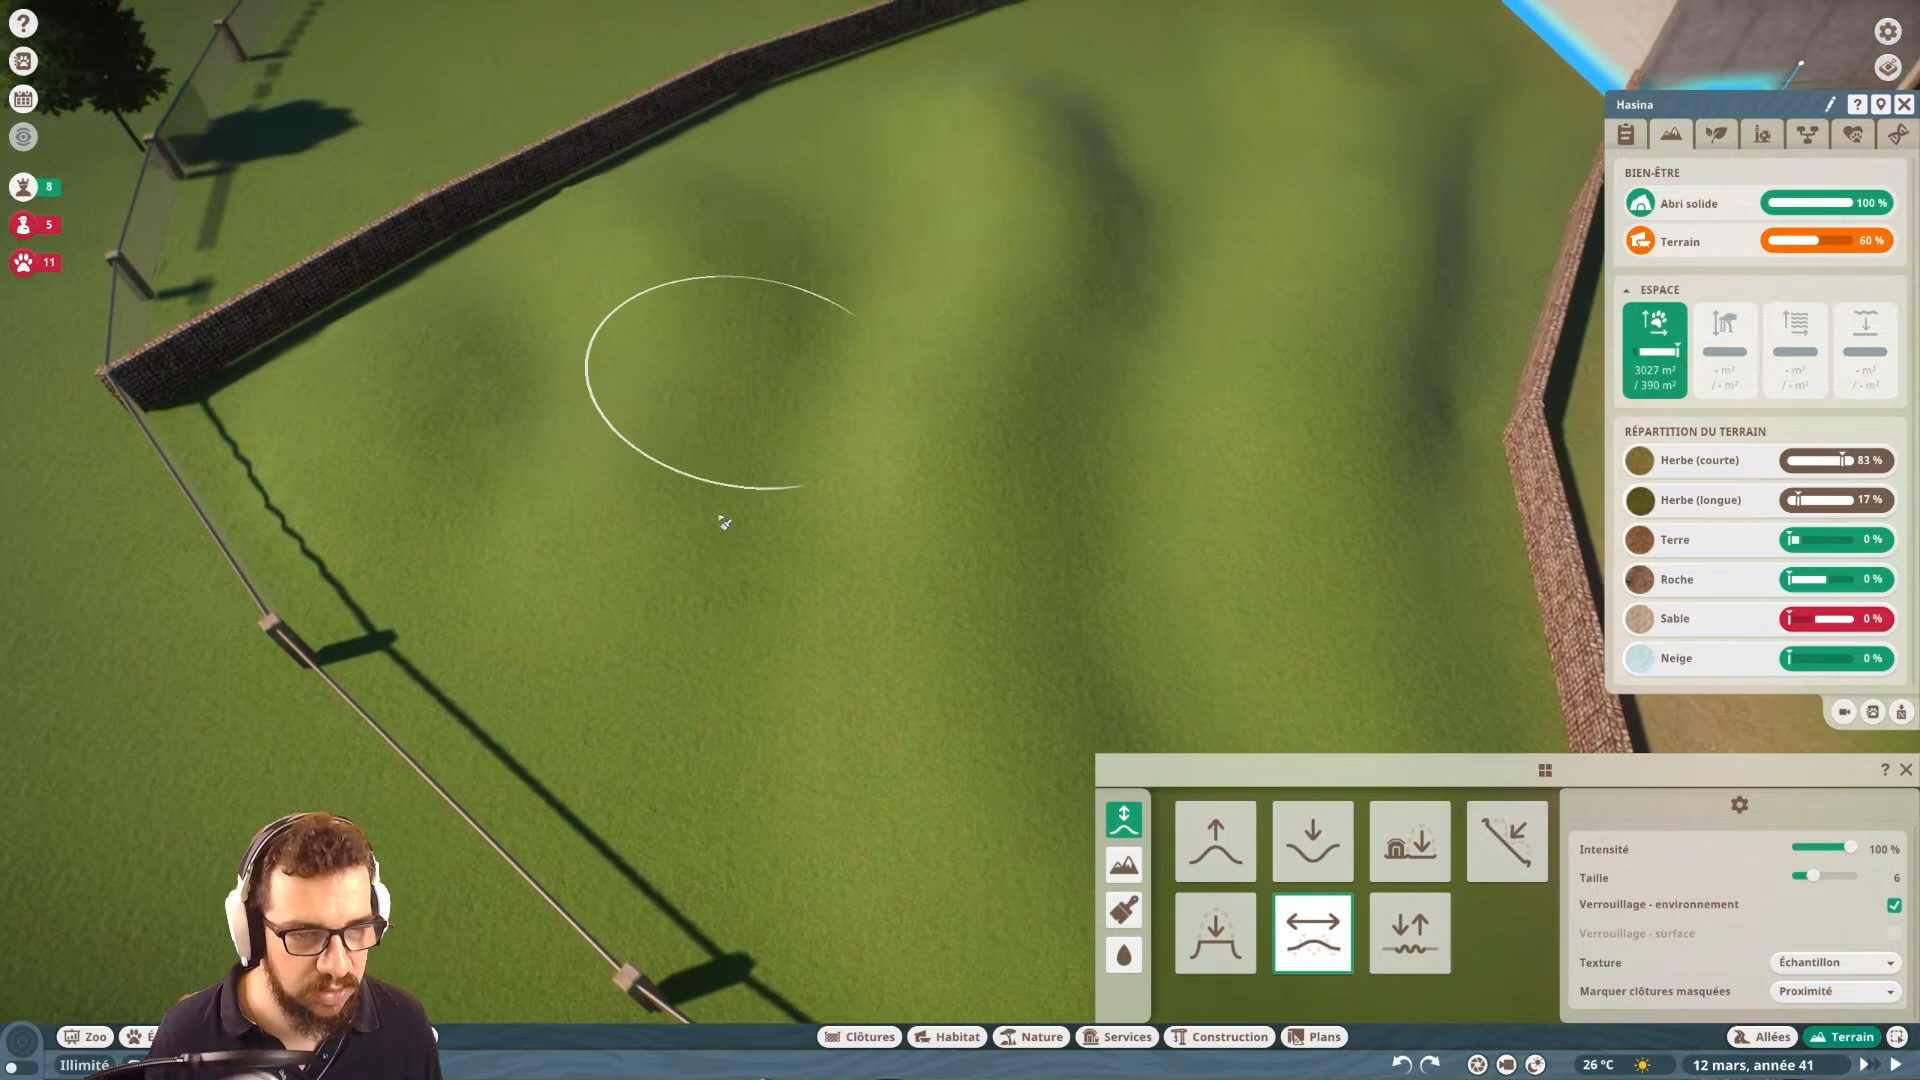 8
5
11
Hasina
BIEN-ÊTRE
Abri solide 100 %
Terrain 60 %
ESPACE
3027 m² / 390 m²
- m² / - m²
- m² / - m²
- m² / - m²
RÉPARTITION DU TERRAIN
Herbe (courte) 83 %
Herbe (longue) 17 %
Terre 0 %
Roche 0 %
Sable 0 %
Neige 0 %
Intensité 100 %
Taille 6
Verrouillage - environnement
Verrouillage - surface
Texture Échantillon
Marquer clôtures masquées Proximité
Zoo Clôtures Habitat Nature Services Construction Plans Allées Terrain
Illimité 26 °C 12 mars, année 41